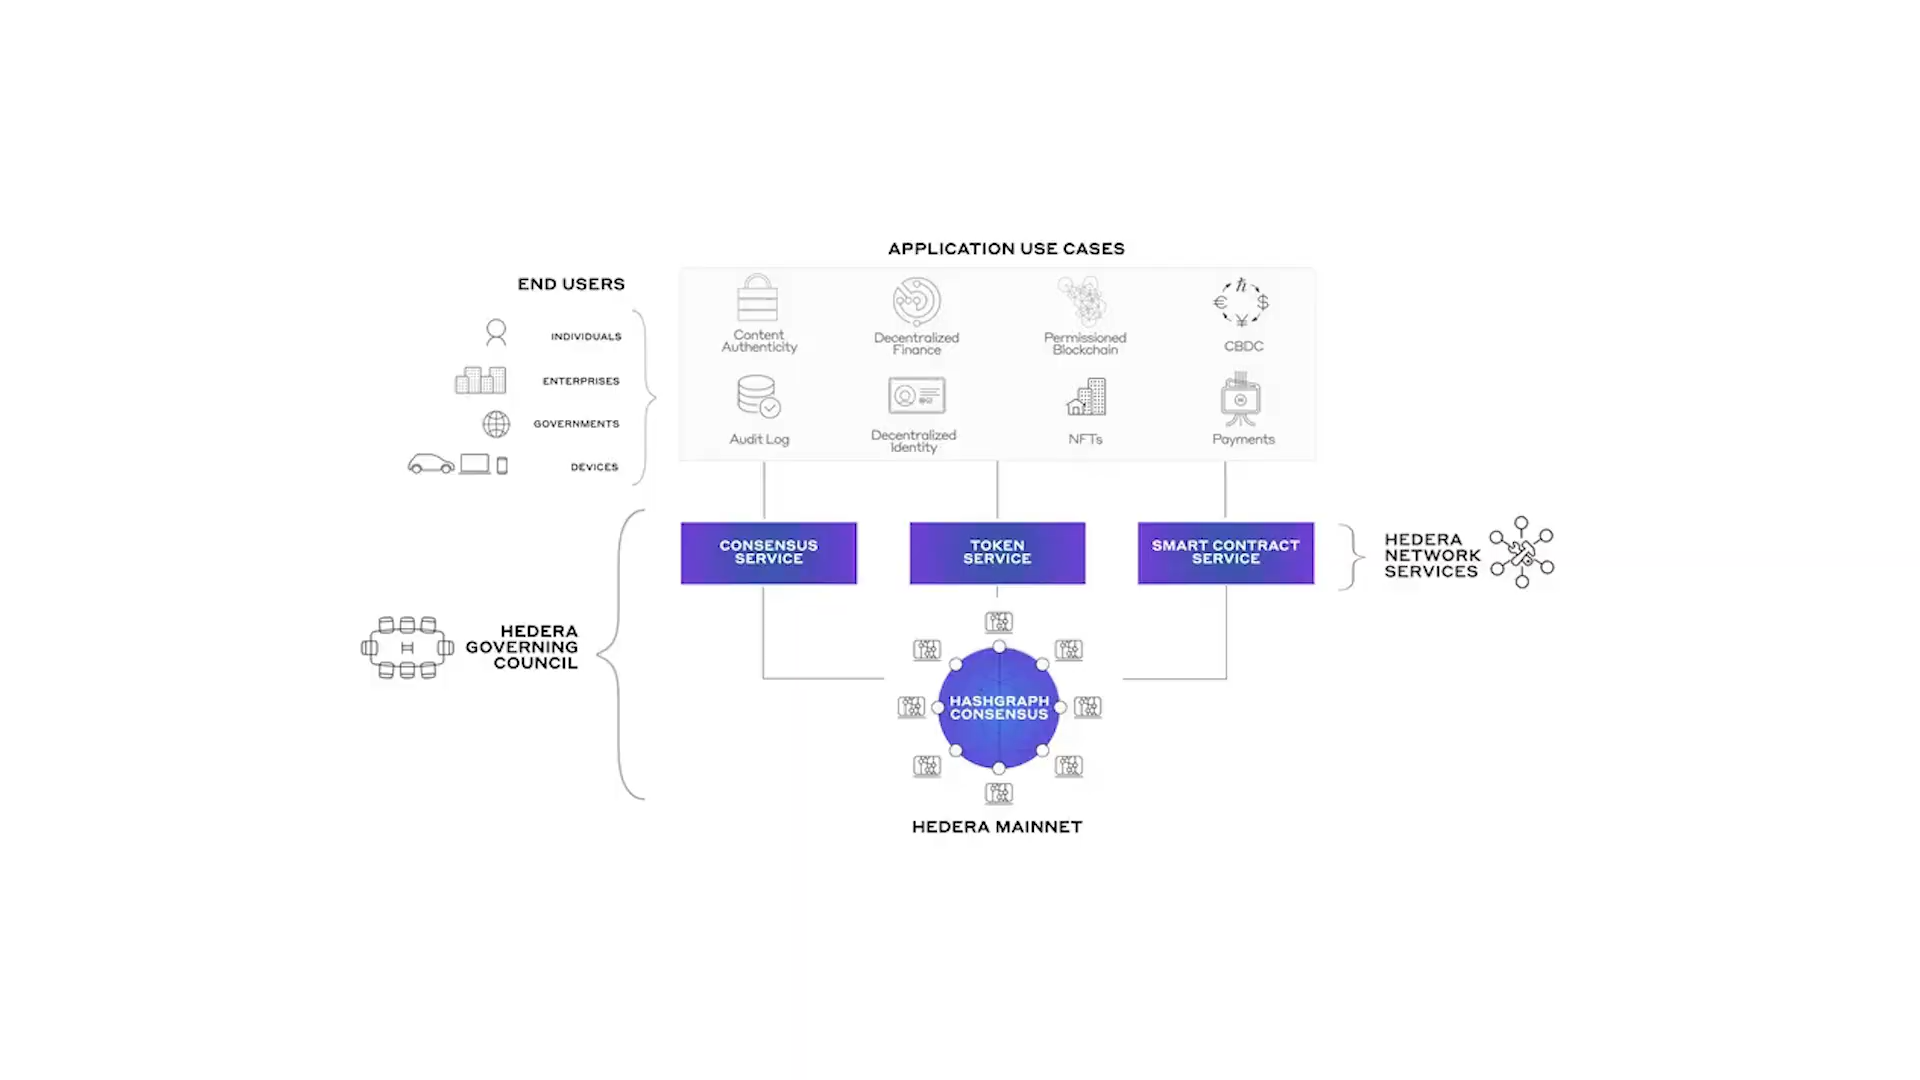 APPLICATION USE CASES
END USERS
INDIVIDUALS
ENTERPRISES
GOVERNMENTS
DEVICES
Content
Authenticity
Decentralized
Finance
Permissioned
Blockchain
CBDC
Audit Log
Decentralized
Identity
NFTs
Payments
CONSENSUS
SERVICE
TOKEN
SERVICE
SMART CONTRACT
SERVICE
HEDERA
NETWORK
SERVICES
HEDERA
GOVERNING
COUNCIL
HASHGRAPH
CONSENSUS
HEDERA MAINNET